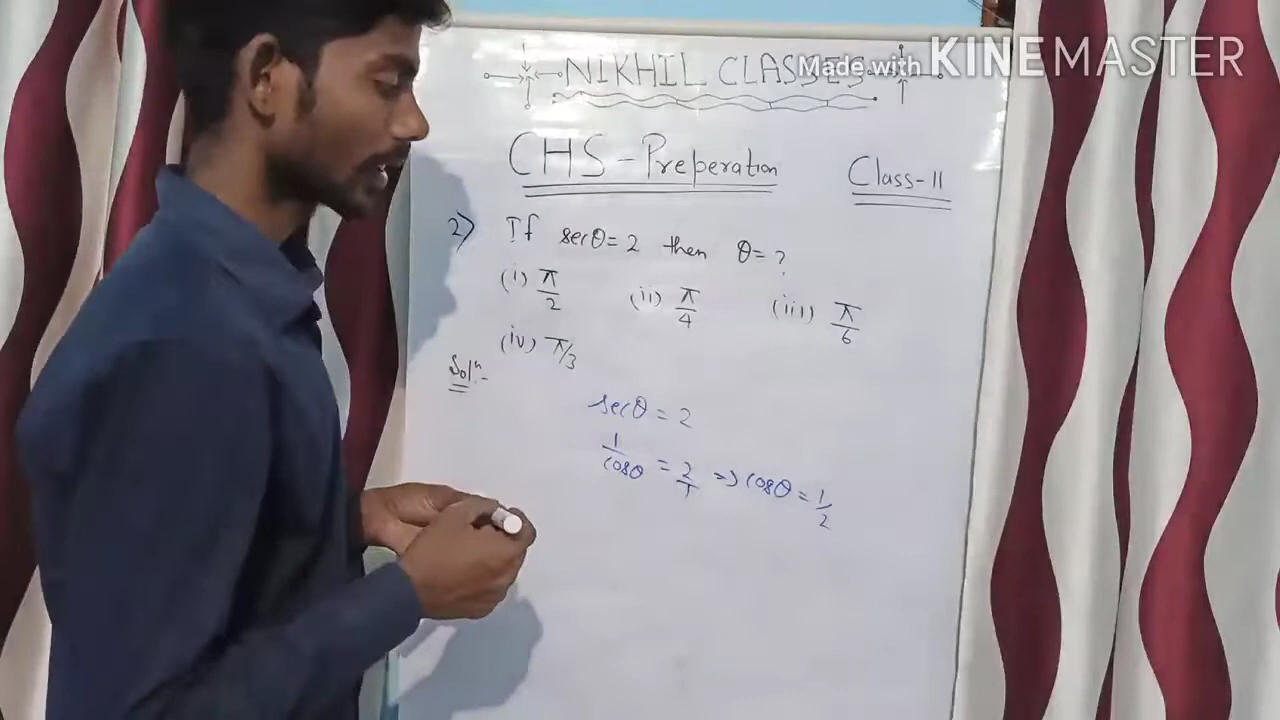 NIKHIL CLASSES
Made with KINEMASTER
CHS - Preperation Class-11
2) If secθ = 2 then θ = ?
(i) π/2 (ii) π/4 (iii) π/6
(iv) π/3
Solⁿ:-
secθ = 2
1/cosθ = 2/1 => cosθ = 1/2